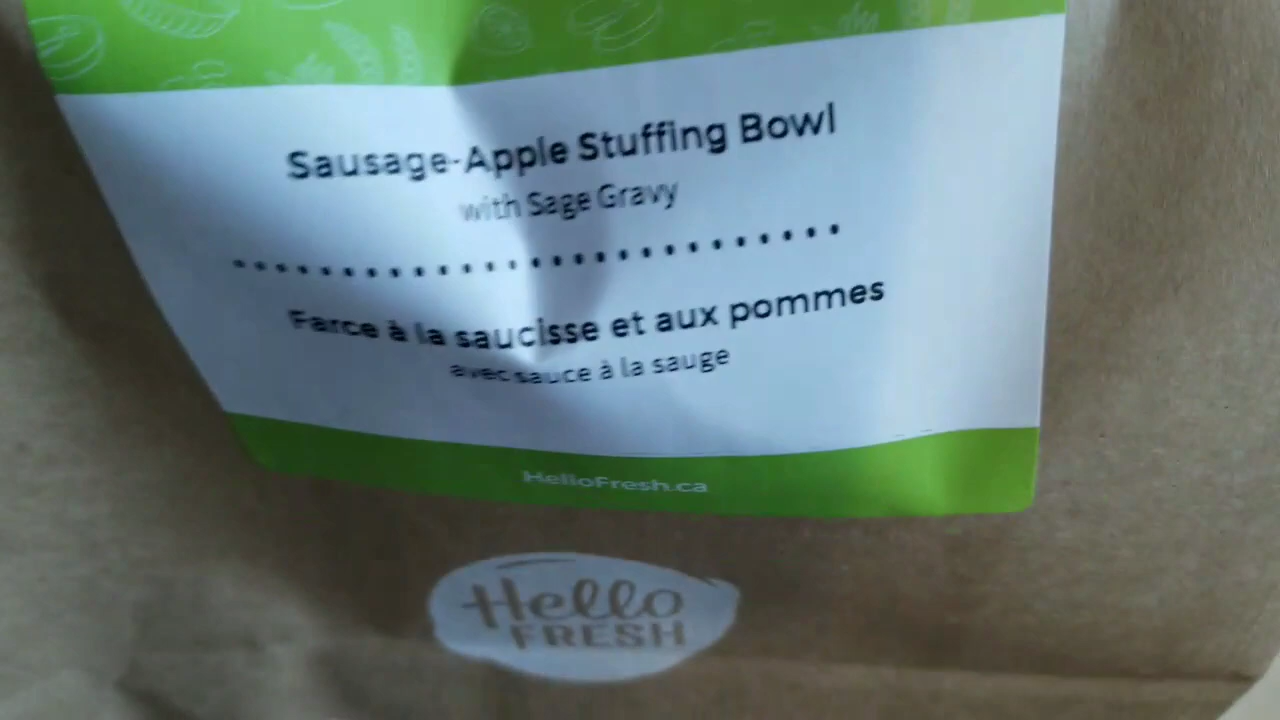 Sausage-Apple Stuffing Bowl
with Sage Gravy
Farce à la saucisse et aux pommes
avec sauce à la sauge
HelloFresh.ca
Hello
FRESH